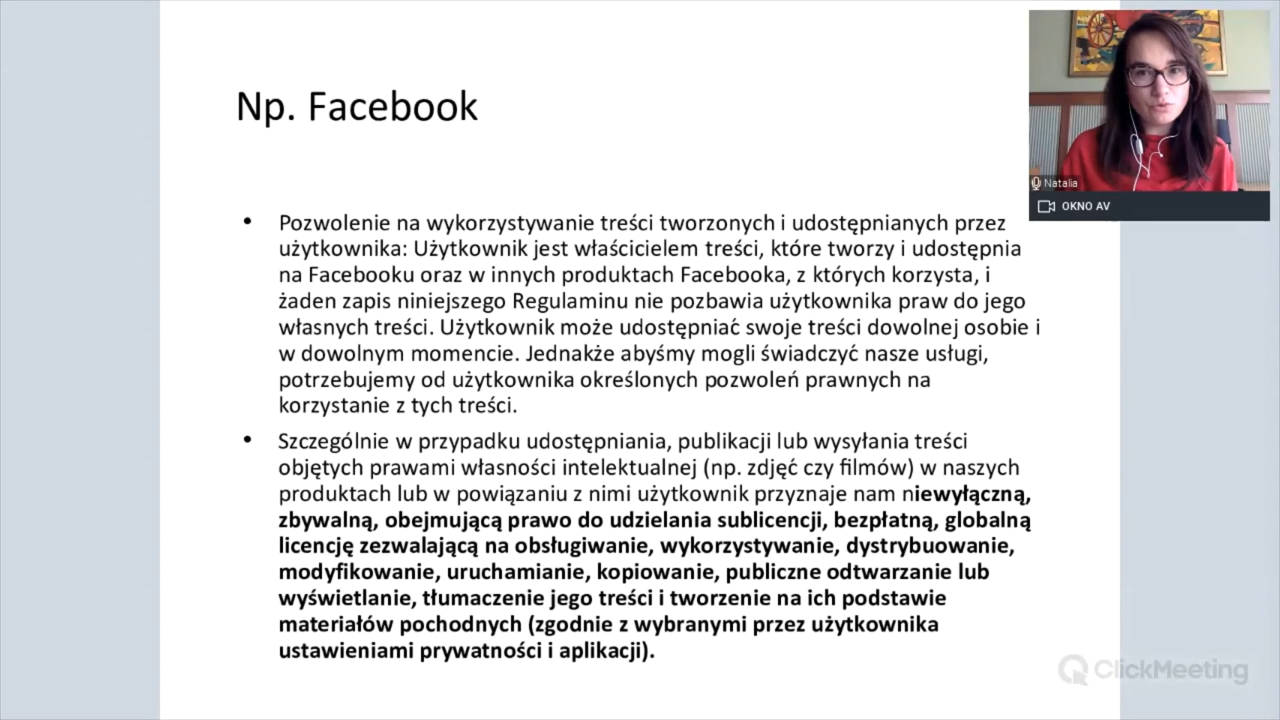 Np. Facebook
• Pozwolenie na wykorzystywanie treści tworzonych i udostępnianych przez
użytkownika: Użytkownik jest właścicielem treści, które tworzy i udostępnia
na Facebooku oraz w innych produktach Facebooka, z których korzysta, i
żaden zapis niniejszego Regulaminu nie pozbawia użytkownika praw do jego
własnych treści. Użytkownik może udostępniać swoje treści dowolnej osobie i
w dowolnym momencie. Jednakże abyśmy mogli świadczyć nasze usługi,
potrzebujemy od użytkownika określonych pozwoleń prawnych na
korzystanie z tych treści.
• Szczególnie w przypadku udostępniania, publikacji lub wysyłania treści
objętych prawami własności intelektualnej (np. zdjęć czy filmów) w naszych
produktach lub w powiązaniu z nimi użytkownik przyznaje nam niewyłączną,
zbywalną, obejmującą prawo do udzielania sublicencji, bezpłatną, globalną
licencję zezwalającą na obsługiwanie, wykorzystywanie, dystrybuowanie,
modyfikowanie, uruchamianie, kopiowanie, publiczne odtwarzanie lub
wyświetlanie, tłumaczenie jego treści i tworzenie na ich podstawie
materiałów pochodnych (zgodnie z wybranymi przez użytkownika
ustawieniami prywatności i aplikacji).
Natalia
OKNO AV
ClickMeeting